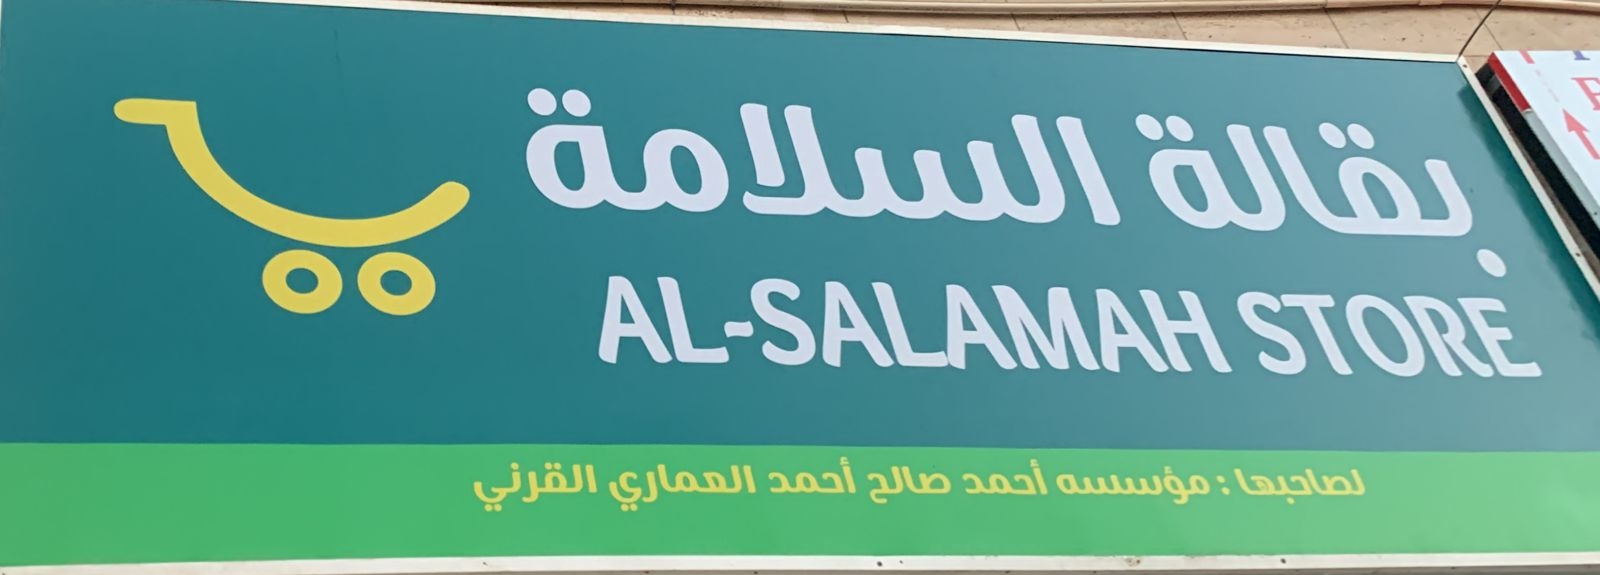 بقالة السلامة
AL-SALAMAH STORE
لصاحبها : مؤسسه أحمد صالح أحمد العماري القرني